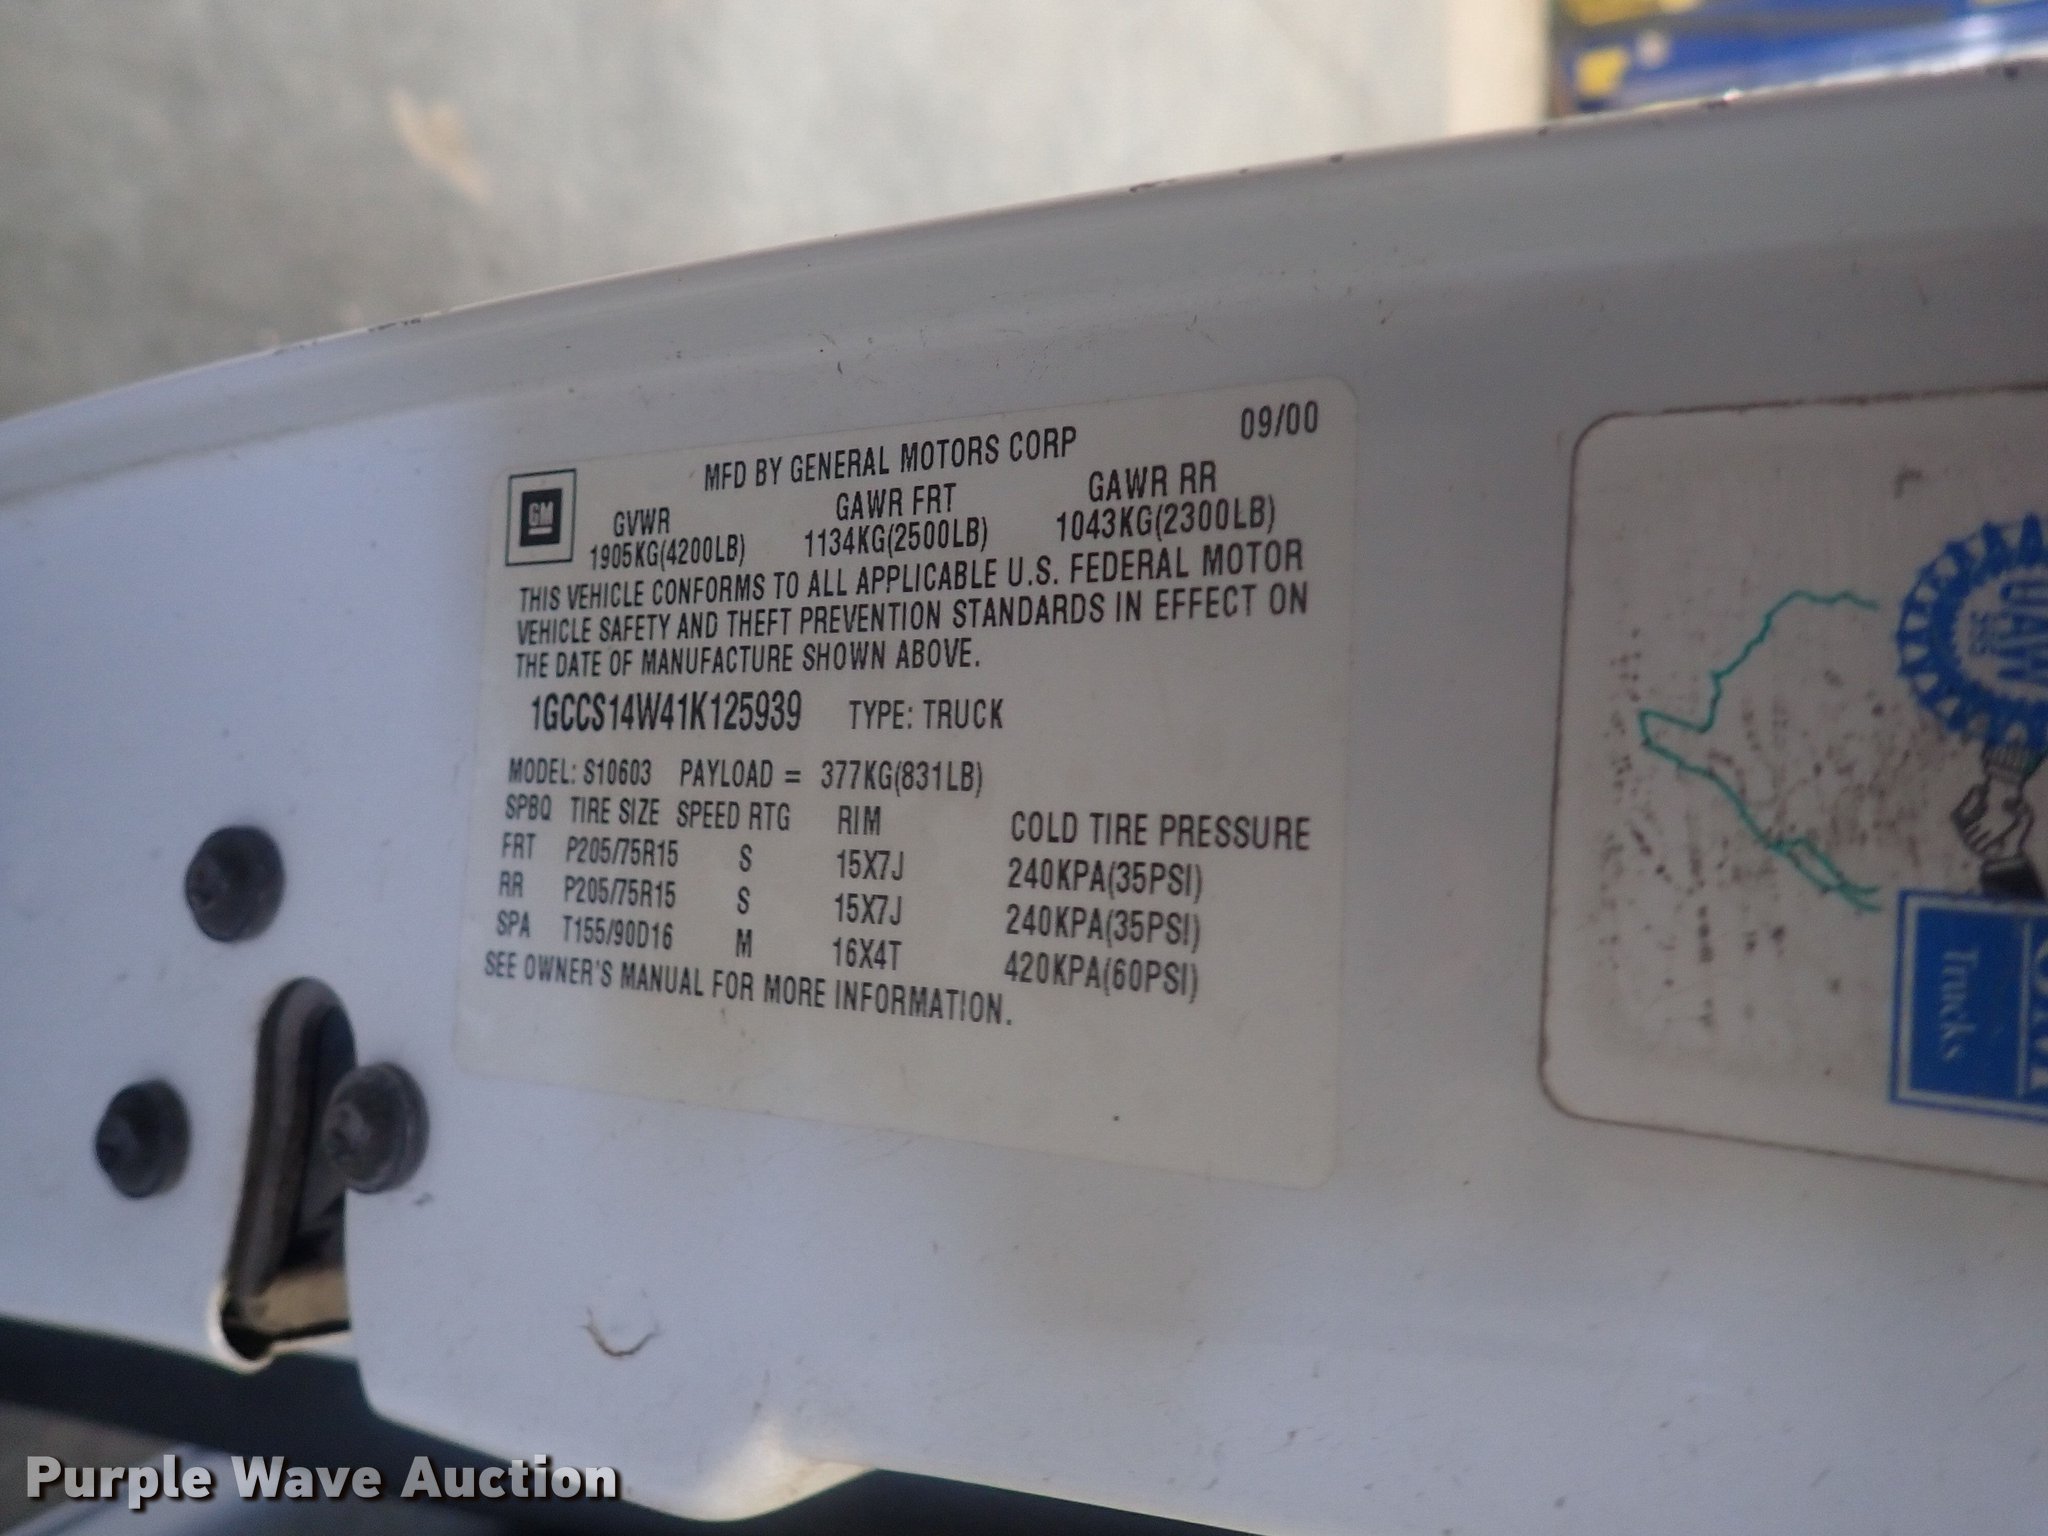 MFD BY GENERAL MOTORS CORP 09/00
GM
GVWR GAWR FRT GAWR RR
1905KG(4200LB) 1134KG(2500LB) 1043KG(2300LB)
THIS VEHICLE CONFORMS TO ALL APPLICABLE U.S. FEDERAL MOTOR
VEHICLE SAFETY AND THEFT PREVENTION STANDARDS IN EFFECT ON
THE DATE OF MANUFACTURE SHOWN ABOVE.
1GCCS14W41K125939 TYPE: TRUCK
MODEL: S10603 PAYLOAD = 377KG(831LB)
SPBQ TIRE SIZE SPEED RTG RIM COLD TIRE PRESSURE
FRT P205/75R15 S 15X7J 240KPA(35PSI)
RR P205/75R15 S 15X7J 240KPA(35PSI)
SPA T155/90D16 M 16X4T 420KPA(60PSI)
SEE OWNER'S MANUAL FOR MORE INFORMATION.
UAW
Trucks
Purple Wave Auction